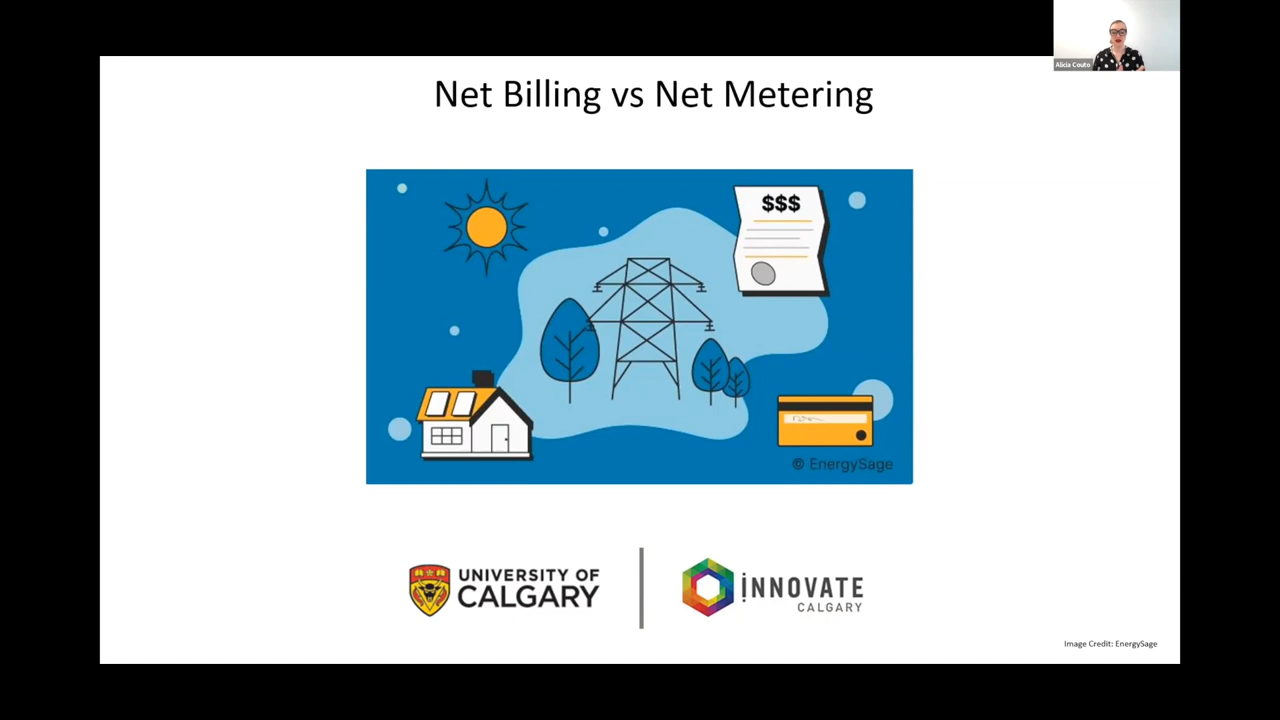 Alicia Couto
Net Billing vs Net Metering
$$$
© EnergySage
UNIVERSITY OF
CALGARY
INNOVATE
CALGARY
Image Credit: EnergySage